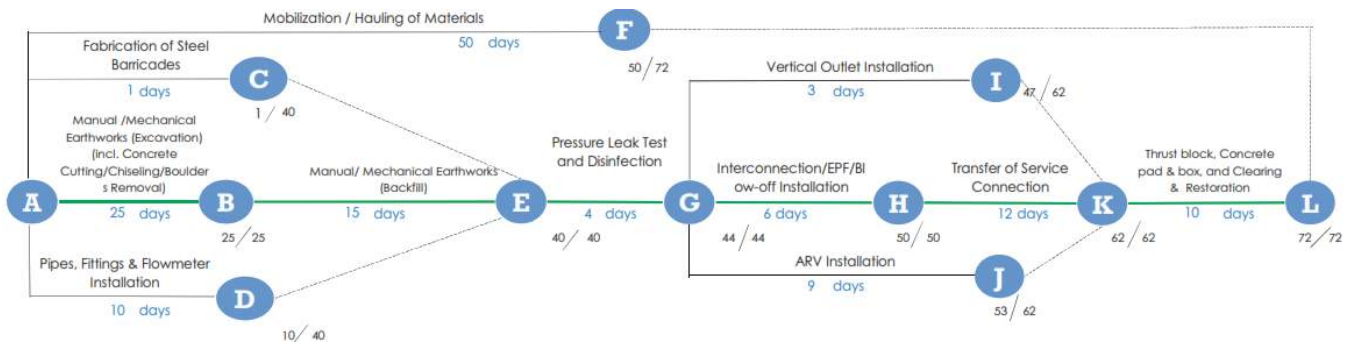 Mobilization / Hauling of Materials
50 days
F
50 / 72
Fabrication of Steel
Barricades
1 days
C
1 / 40
Vertical Outlet Installation
3 days
I
47 / 62
Manual /Mechanical
Earthworks (Excavation)
(incl. Concrete
Cutting/Chiseling/Boulder
s Removal)
A
25 days
B
25 / 25
Manual/ Mechanical Earthworks
(Backfill)
15 days
E
40 / 40
Pressure Leak Test
and Disinfection
4 days
G
44 / 44
Interconnection/EPF/Bl
ow-off Installation
6 days
H
50 / 50
Transfer of Service
Connection
12 days
K
62 / 62
Thrust block, Concrete
pad & box, and Clearing
& Restoration
10 days
L
72 / 72
Pipes, Fittings & Flowmeter
Installation
10 days
D
10 / 40
ARV Installation
9 days
J
53 / 62